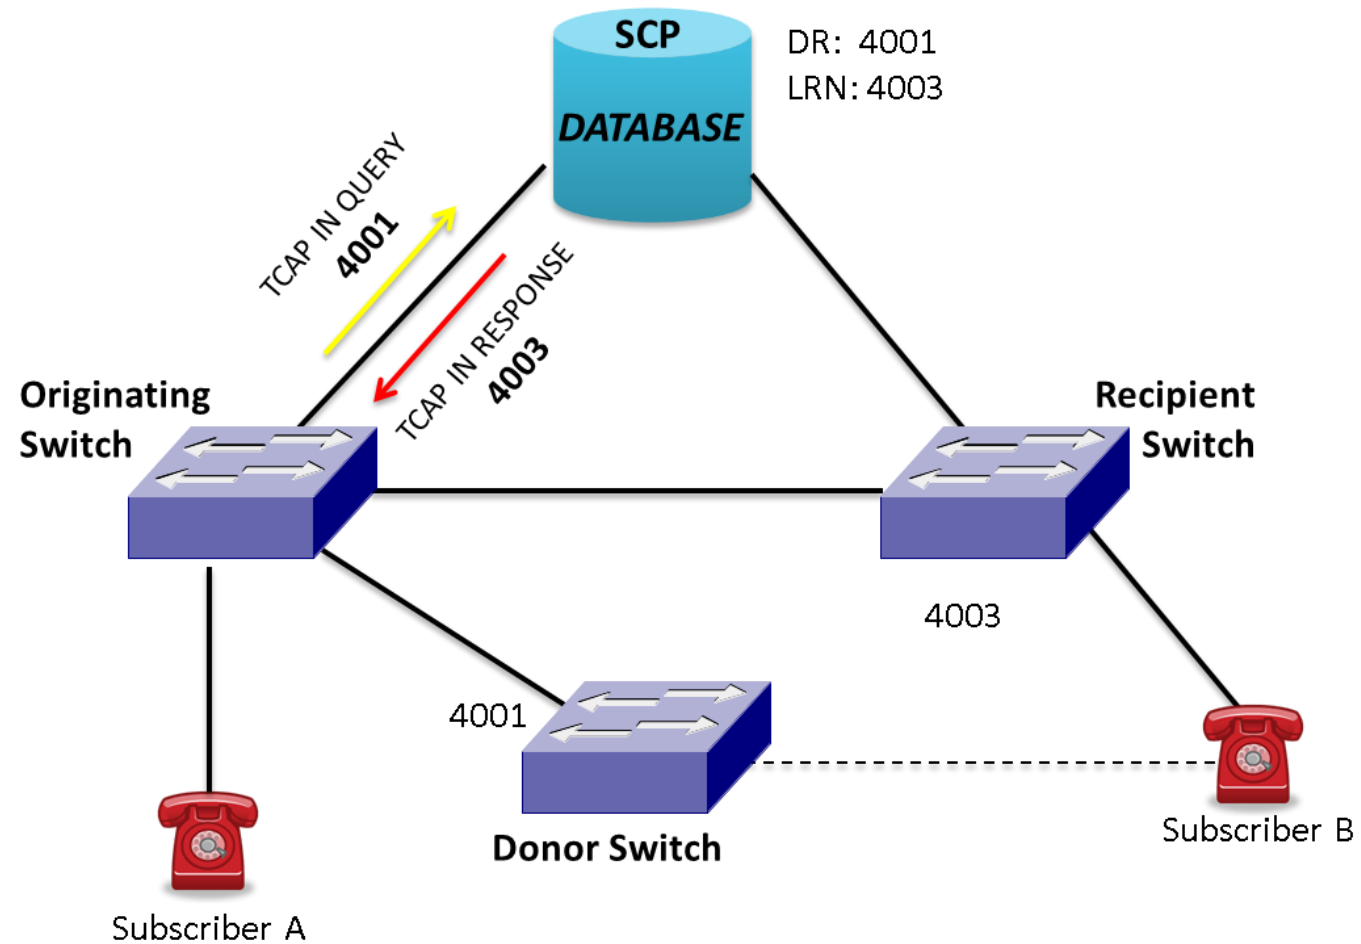 SCP
DATABASE
DR: 4001
LRN: 4003
TCAP IN QUERY
4001
TCAP IN RESPONSE
4003
Originating
Switch
Recipient
Switch
4003
4001
Donor Switch
Subscriber B
Subscriber A